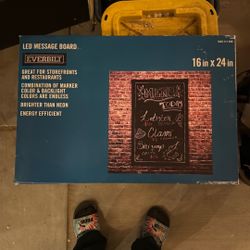 LED MESSAGE BOARD
EVERBILT
GREAT FOR STOREFRONTS
AND RESTAURANTS
COMBINATION OF MARKER
COLOR & BACKLIGHT
COLORS ARE ENDLESS
BRIGHTER THAN NEON
ENERGY EFFICIENT
16 in x 24 in
TODAY
Lobster
Clams